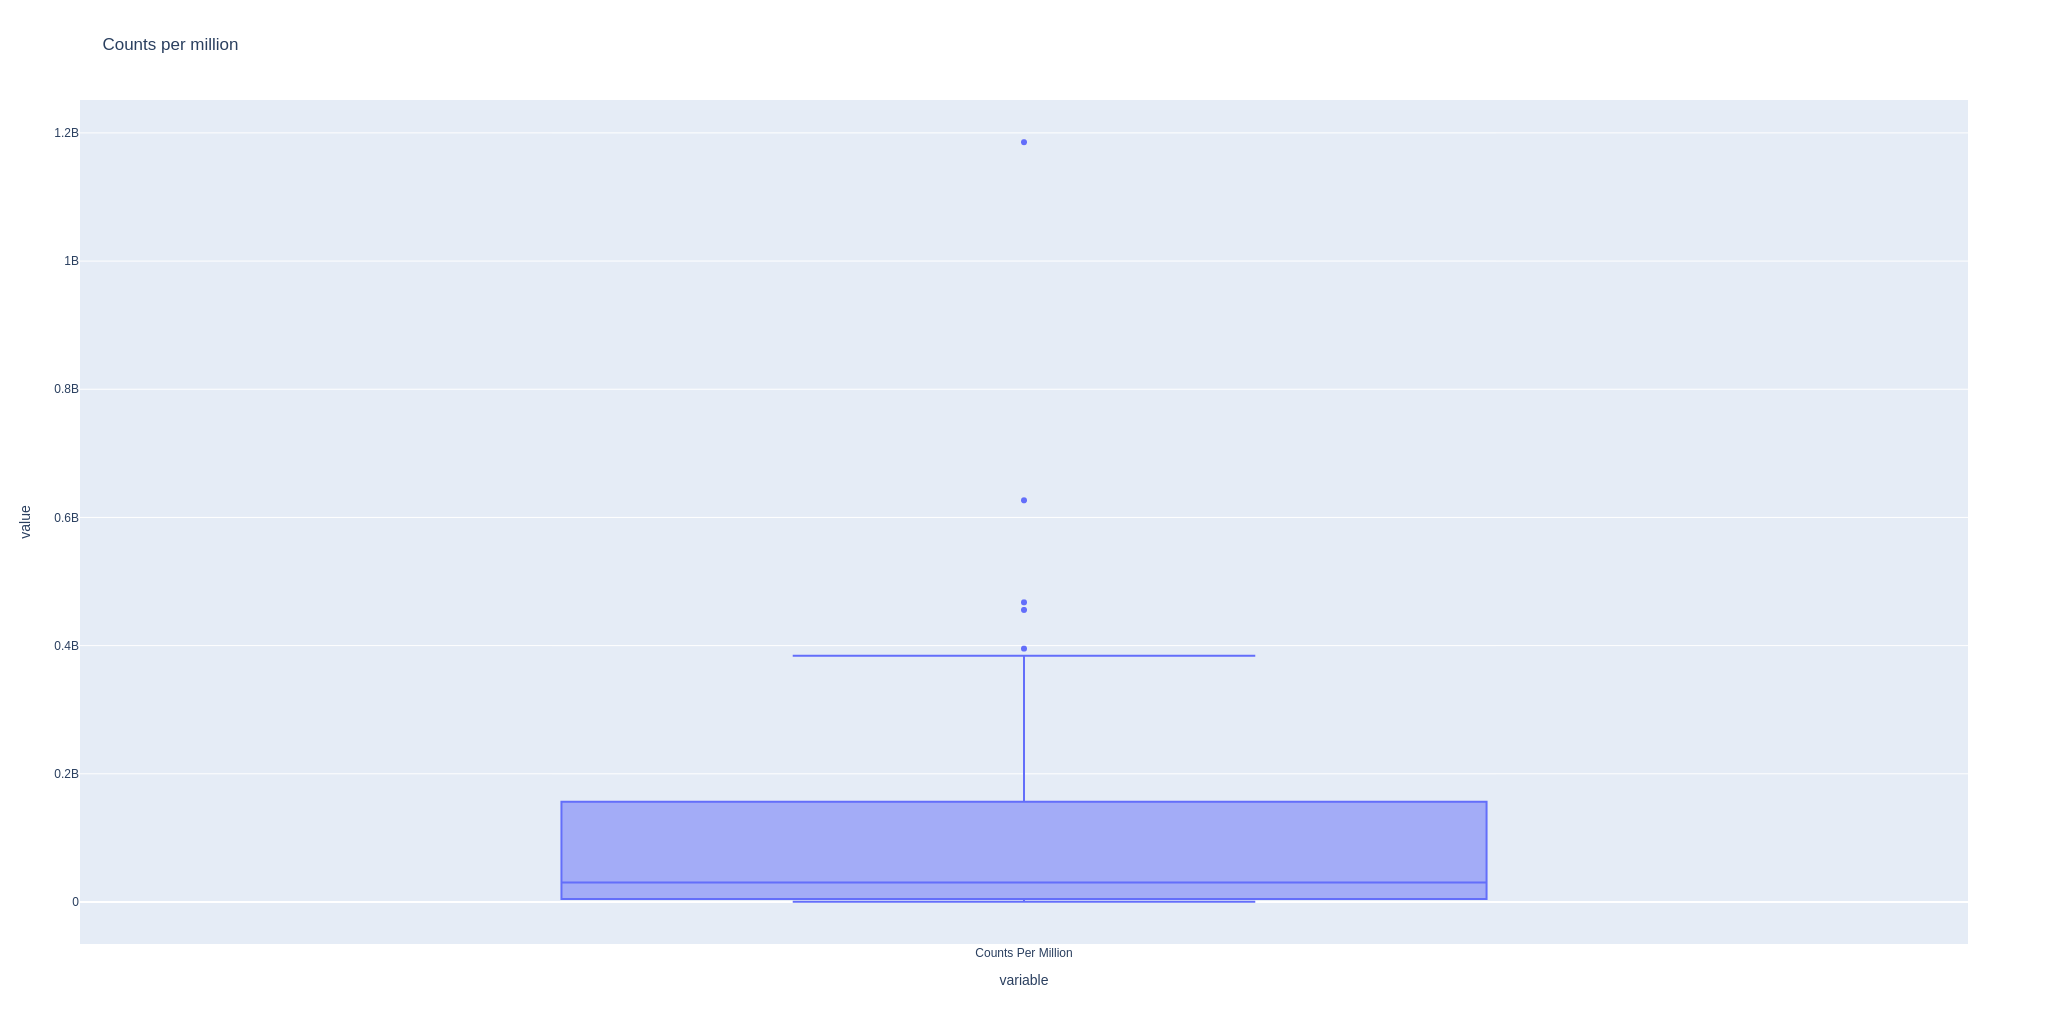 Counts per million
1.2B
1B
0.8B
0.6B
0.4B
0.2B
0
value
Counts Per Million
variable